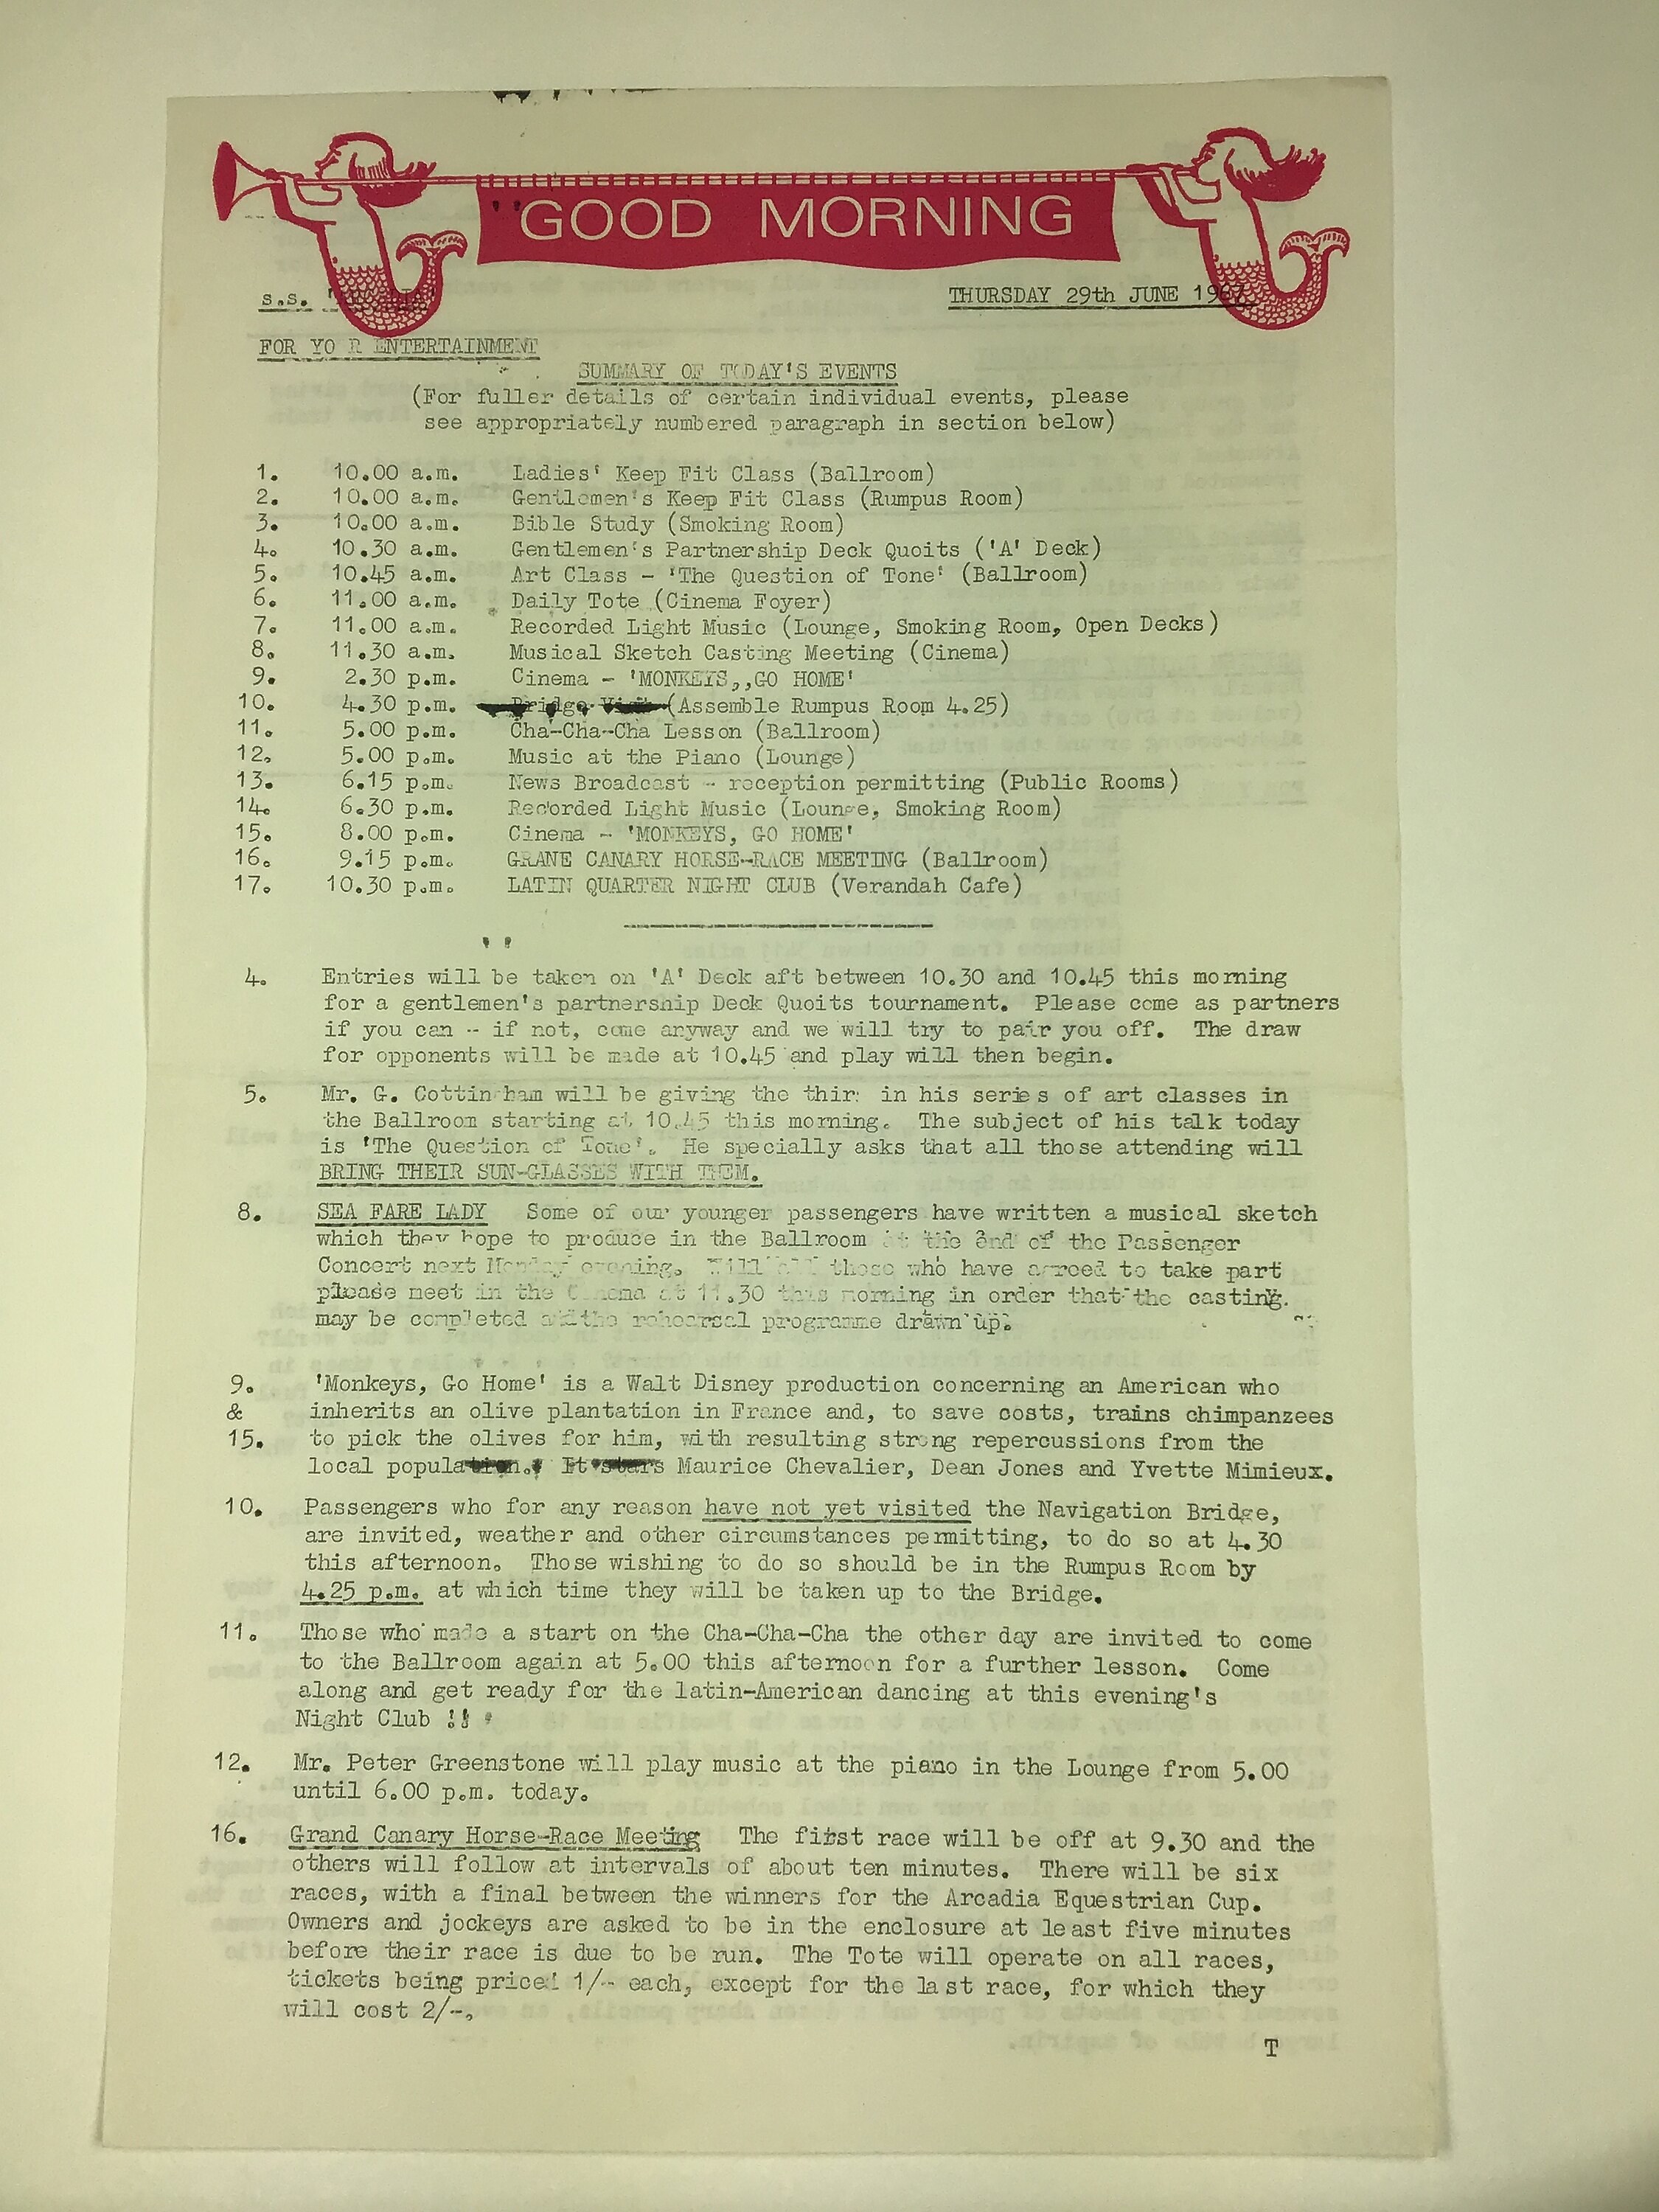 GOOD MORNING
s.s.
THURSDAY 29th JUNE 1967.
FOR YO R ENTERTAINMENT
SUMMARY OF TODAY'S EVENTS
(For fuller details of certain individual events, please
see appropriately numbered paragraph in section below)
1. 10.00 a.m. Ladies' Keep Fit Class (Ballroom)
2. 10.00 a.m. Gentlemen's Keep Fit Class (Rumpus Room)
3. 10.00 a.m. Bible Study (Smoking Room)
4. 10.30 a.m. Gentlemen's Partnership Deck Quoits ('A' Deck)
5. 10.45 a.m. Art Class - 'The Question of Tone' (Ballroom)
6. 11.00 a.m. Daily Tote (Cinema Foyer)
7. 11.00 a.m. Recorded Light Music (Lounge, Smoking Room, Open Decks)
8. 11.30 a.m. Musical Sketch Casting Meeting (Cinema)
9. 2.30 p.m. Cinema - 'MONKEYS,,GO HOME'
10. 4.30 p.m. Bridge Visit (Assemble Rumpus Room 4.25)
11. 5.00 p.m. Cha-Cha-Cha Lesson (Ballroom)
12. 5.00 p.m. Music at the Piano (Lounge)
13. 6.15 p.m. News Broadcast - reception permitting (Public Rooms)
14. 6.30 p.m. Recorded Light Music (Lounge, Smoking Room)
15. 8.00 p.m. Cinema - 'MONKEYS, GO HOME'
16. 9.15 p.m. GRANE CANARY HORSE-RACE MEETING (Ballroom)
17. 10.30 p.m. LATIN QUARTER NIGHT CLUB (Verandah Cafe)
4. Entries will be taken on 'A' Deck aft between 10.30 and 10.45 this morning
for a gentlemen's partnership Deck Quoits tournament. Please come as partners
if you can - if not, come anyway and we will try to pair you off. The draw
for opponents will be made at 10.45 and play will then begin.
5. Mr. G. Cottingham will be giving the third in his series of art classes in
the Ballroom starting at 10.45 this morning. The subject of his talk today
is 'The Question of Tone'. He specially asks that all those attending will
BRING THEIR SUN-GLASSES WITH THEM.
8. SEA FARE LADY Some of our younger passengers have written a musical sketch
which they hope to produce in the Ballroom at the end of the Passenger
Concert next Monday evening. Will all those who have agreed to take part
please meet in the Cinema at 11.30 this morning in order that the casting.
may be completed and the rehearsal programme drawn up.
9. 'Monkeys, Go Home' is a Walt Disney production concerning an American who
& inherits an olive plantation in France and, to save costs, trains chimpanzees
15. to pick the olives for him, with resulting strong repercussions from the
local population. It stars Maurice Chevalier, Dean Jones and Yvette Mimieux.
10. Passengers who for any reason have not yet visited the Navigation Bridge,
are invited, weather and other circumstances permitting, to do so at 4.30
this afternoon. Those wishing to do so should be in the Rumpus Room by
4.25 p.m. at which time they will be taken up to the Bridge.
11. Those who made a start on the Cha-Cha-Cha the other day are invited to come
to the Ballroom again at 5.00 this afternoon for a further lesson. Come
along and get ready for the latin-American dancing at this evening's
Night Club !!
12. Mr. Peter Greenstone will play music at the piano in the Lounge from 5.00
until 6.00 p.m. today.
16. Grand Canary Horse-Race Meeting The first race will be off at 9.30 and the
others will follow at intervals of about ten minutes. There will be six
races, with a final between the winners for the Arcadia Equestrian Cup.
Owners and jockeys are asked to be in the enclosure at least five minutes
before their race is due to be run. The Tote will operate on all races,
tickets being priced 1/- each, except for the last race, for which they
will cost 2/-.
T